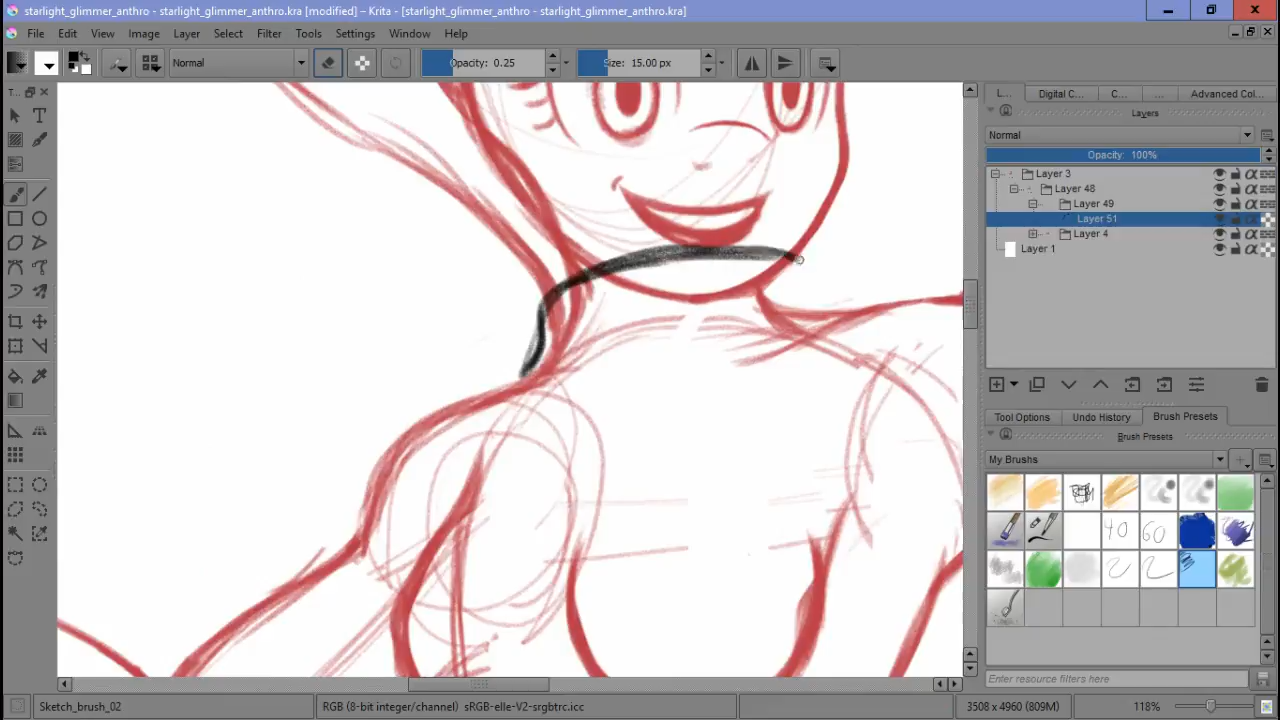 starlight_glimmer_anthro - starlight_glimmer_anthro.kra [modified] – Krita - [starlight_glimmer_anthro - starlight_glimmer_anthro.kra]
File Edit View Image Layer Select Filter Tools Settings Window Help
Normal Opacity: 0.25 Size: 15.00 px
T... L... Digital C... C... ... Advanced Col...
Layers
Normal
Opacity: 100%
Layer 3
Layer 48
Layer 49
Layer 51
Layer 4
Layer 1
Tool Options Undo History Brush Presets
Brush Presets
My Brushes
40 60
Enter resource filters here
Sketch_brush_02 RGB (8-bit integer/channel) sRGB-elle-V2-srgbtrc.icc 3508 x 4960 (809M) 118%